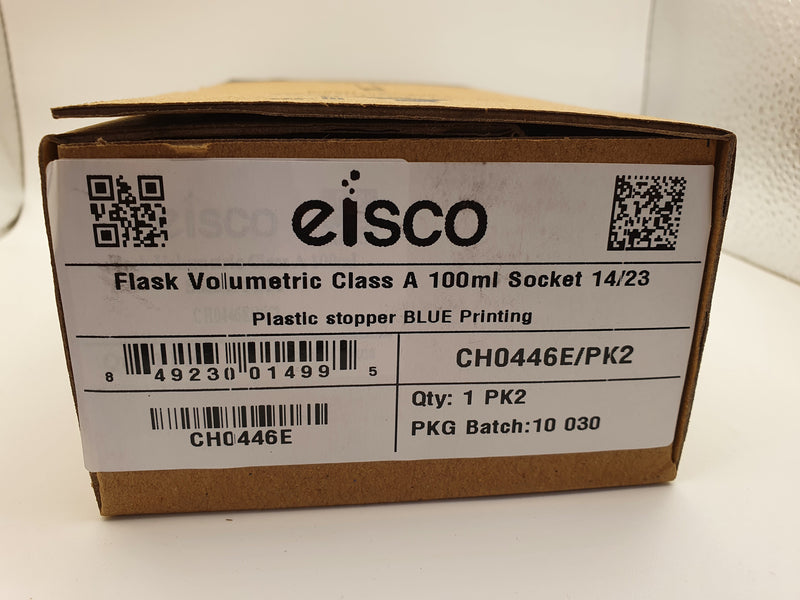 eisco
Flask Volumetric Class A 100ml Socket 14/23
Plastic stopper BLUE Printing
8 49230 01499 5
CH0446E/PK2
Qty: 1 PK2
PKG Batch:10 030
CH0446E